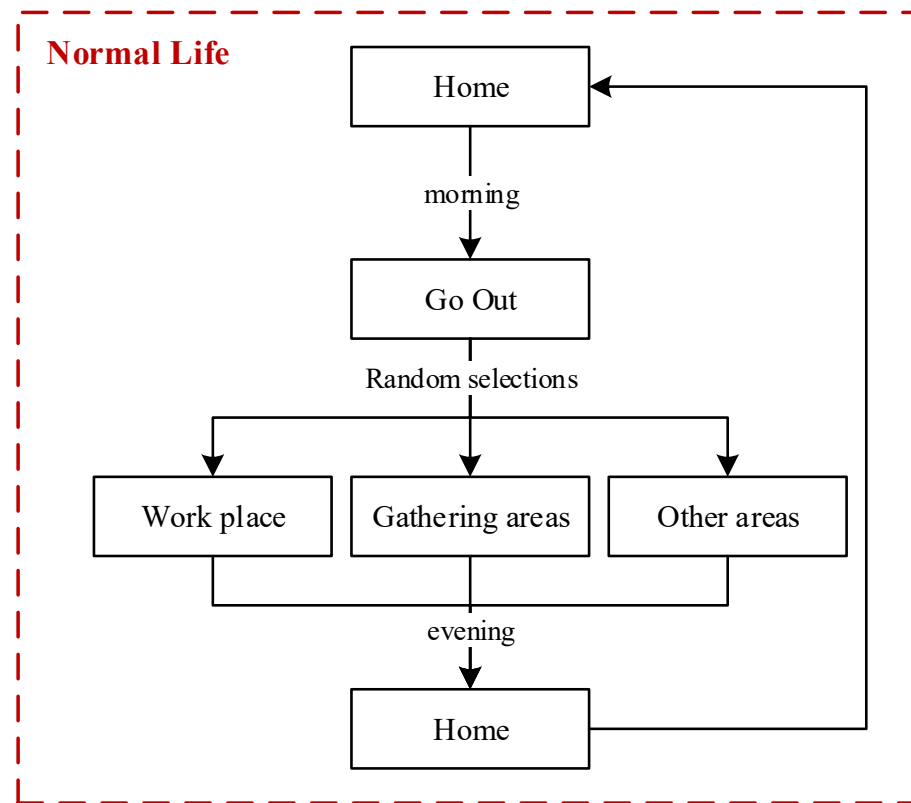 Normal Life
Home
morning
Go Out
Random selections
Work place
Gathering areas
Other areas
evening
Home